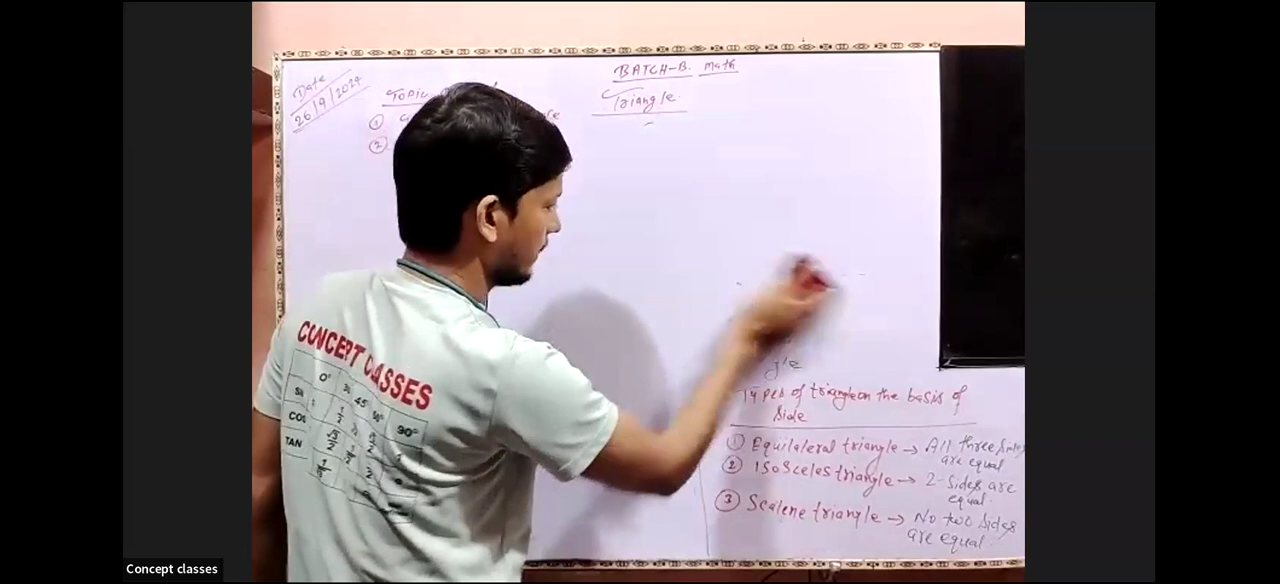 BATCH-B. Math
Date
26/9/2024
TOPIC
Triangle
①
②
Types of triangle on the basis of
Side
① Equilateral triangle → All three sides
are equal
② Isosceles triangle → 2-sides are
equal.
③ Scalene triangle → No two sides
are equal.
CONCEPT CLASSES
0° 45° 90°
COS
TAN
Concept classes